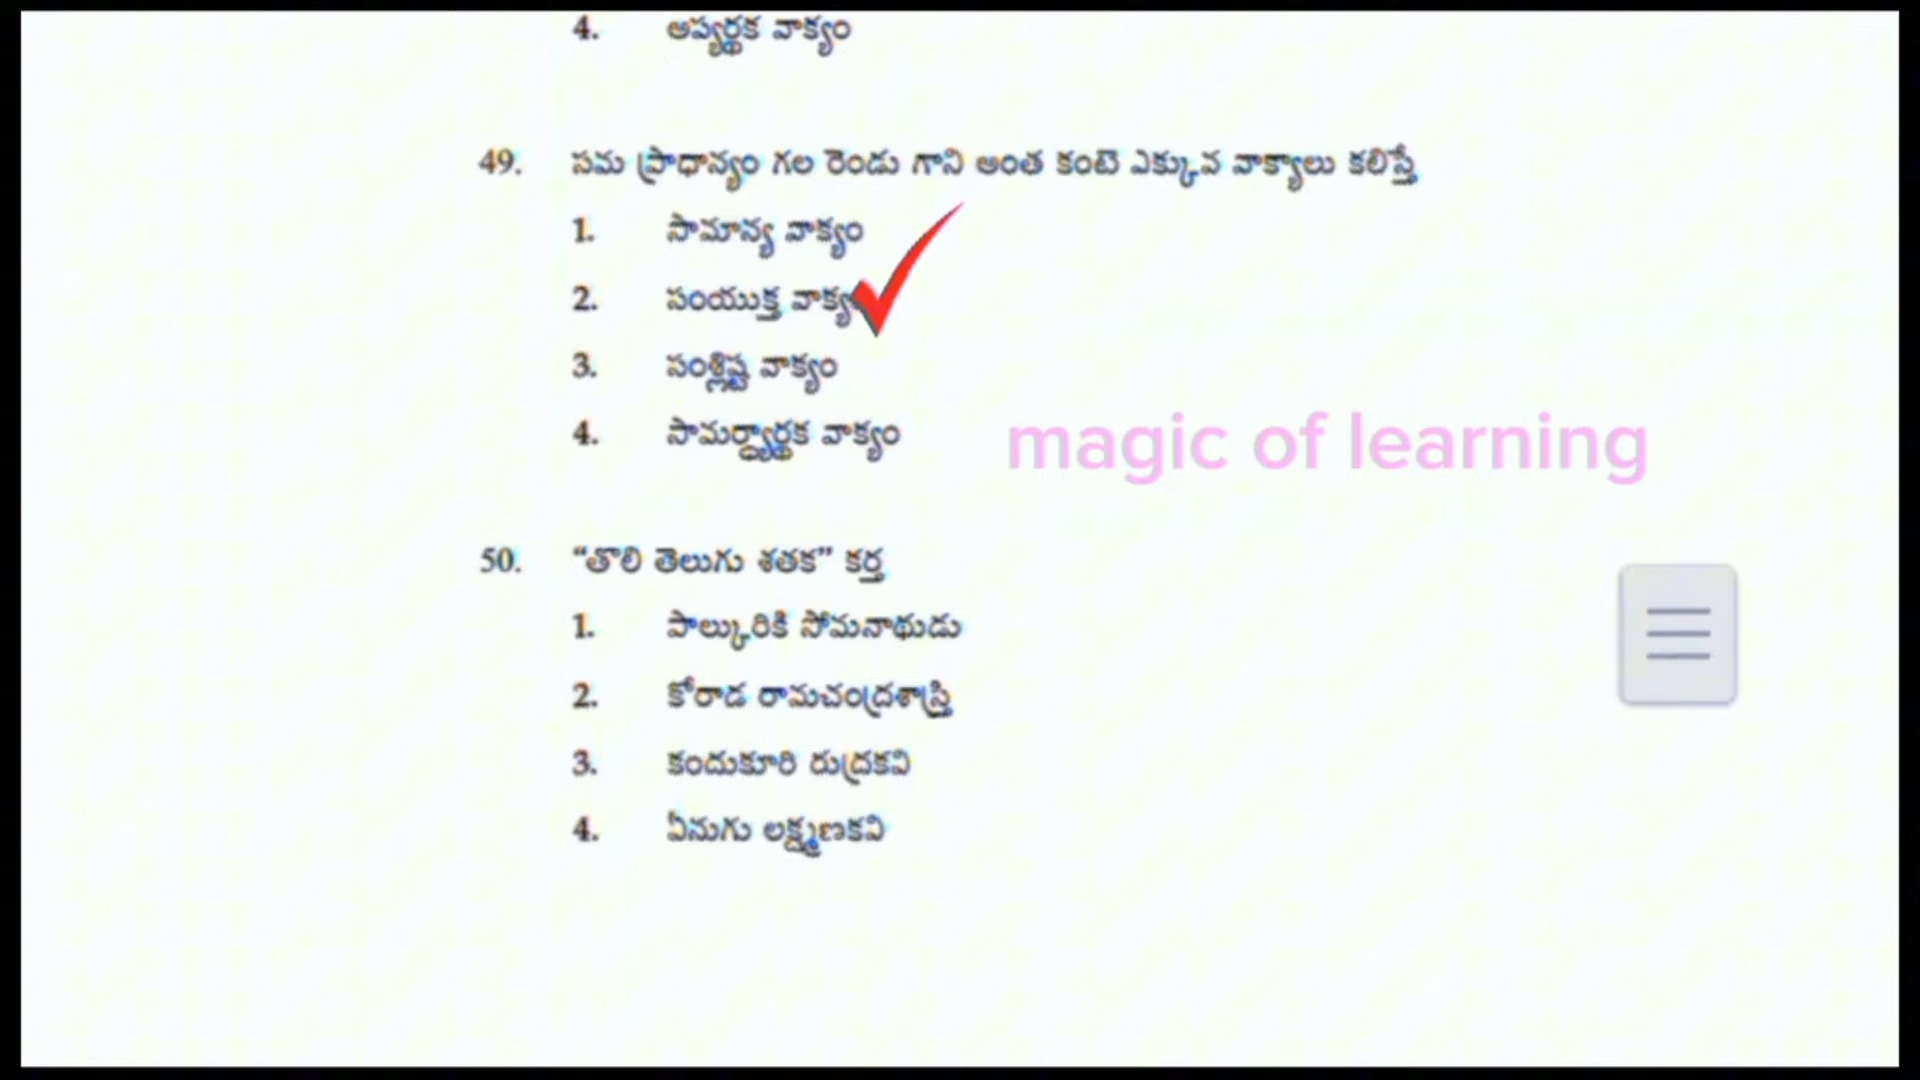 4. అప్యర్థక వాక్యం
49. సమ ప్రాధాన్యం గల రెండు గాని అంత కంటె ఎక్కువ వాక్యాలు కలిస్తే
1. సామాన్య వాక్యం
2. సంయుక్త వాక్య
3. సంశ్లిష్ట వాక్యం
4. సామర్థ్యార్థక వాక్యం
magic of learning
50. “తొలి తెలుగు శతక” కర్త
1. పాల్కురికి సోమనాథుడు
2. కోరాడ రామచంద్రశాస్త్రి
3. కందుకూరి రుద్రకవి
4. ఏనుగు లక్ష్మణకవి